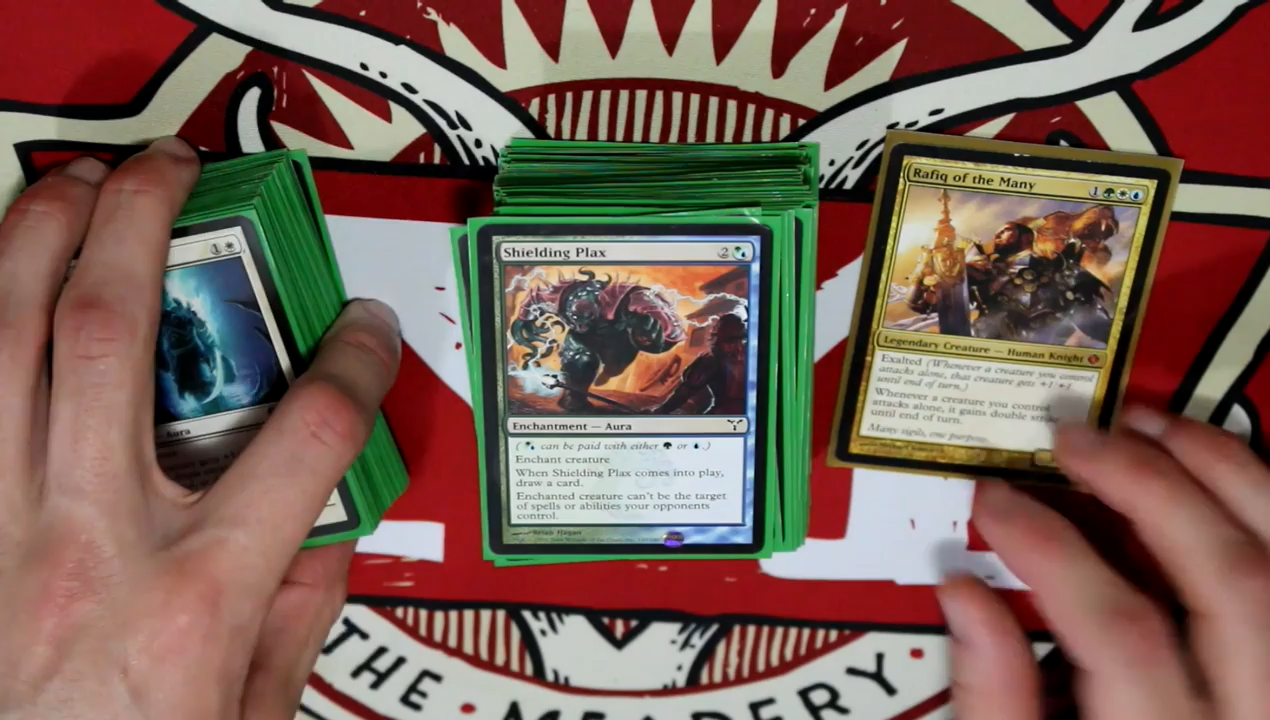 Aura
Shielding Plax
2
Enchantment — Aura
( can be paid with either or .)
Enchant creature
When Shielding Plax comes into play,
draw a card.
Enchanted creature can't be the target
of spells or abilities your opponents
control.
Rafiq of the Many
1
Legendary Creature — Human Knight
Exalted (Whenever a creature you control
attacks alone, that creature gets +1/+1
until end of turn.)
Whenever a creature you control
attacks alone, it gains double strike
until end of turn.
Many sigils, one purpose.
1
THE • MEADERY •